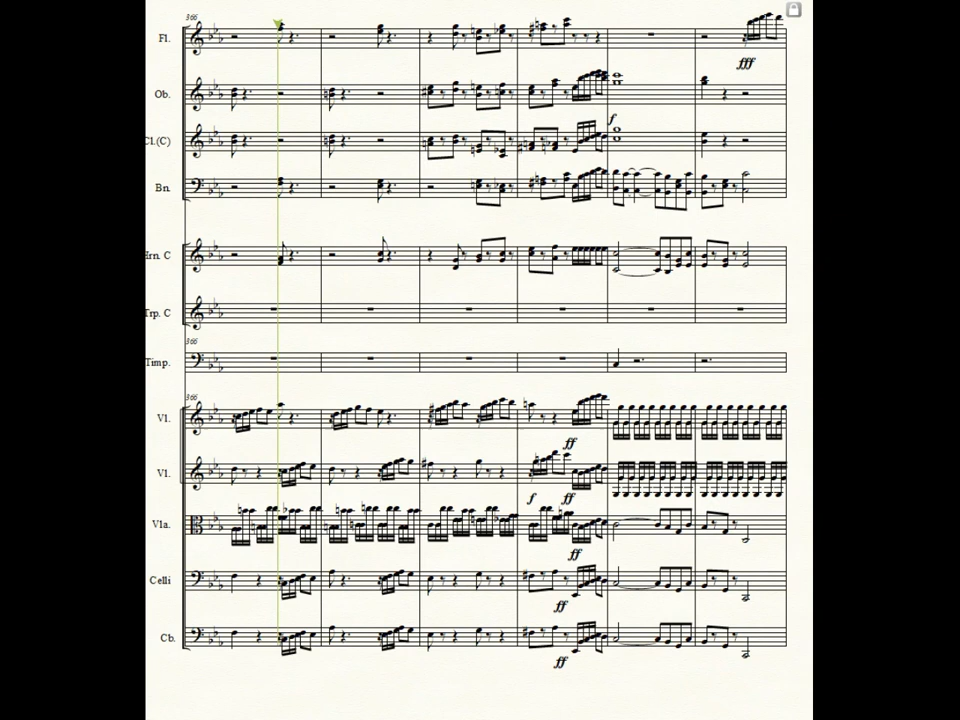 366
Fl.
fff
Ob.
f
Cl.(C)
Bn.
Hrn. C
Trp. C
366
Timp.
366
Vl.
ff
Vl.
f ff
Vla.
ff
Celli
ff
Cb.
ff